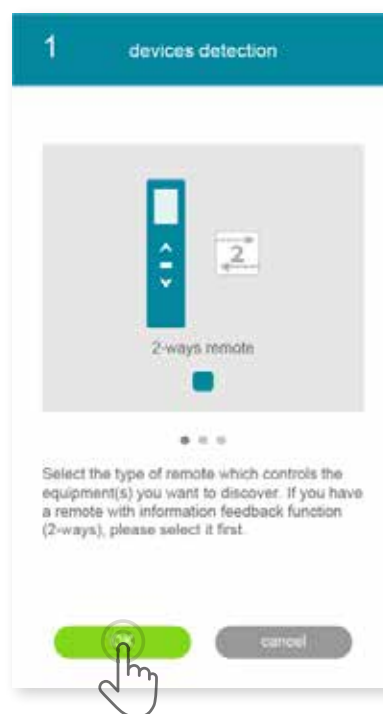 1 devices detection
2
2-ways remote
Select the type of remote which controls the
equipment(s) you want to discover. If you have
a remote with information feedback function
(2-ways), please select it first.
cancel